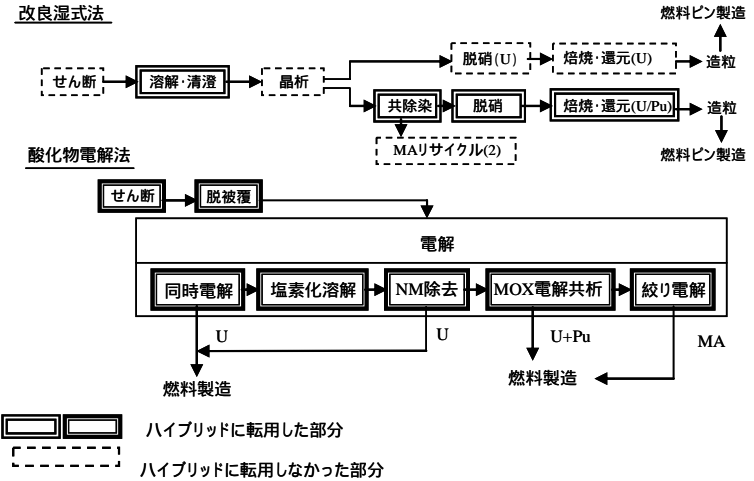 改良湿式法
燃料ピン製造
せん断
溶解・清澄
晶析
脱硝(U)
焙焼・還元(U)
造粒
共除染
脱硝
焙焼・還元(U/Pu)
造粒
MAリサイクル(2)
燃料ピン製造
酸化物電解法
せん断
脱被覆
電解
同時電解
塩素化溶解
NM除去
MOX電解共析
絞り電解
U
U
U+Pu
MA
燃料製造
燃料製造
ハイブリッドに転用した部分
ハイブリッドに転用しなかった部分